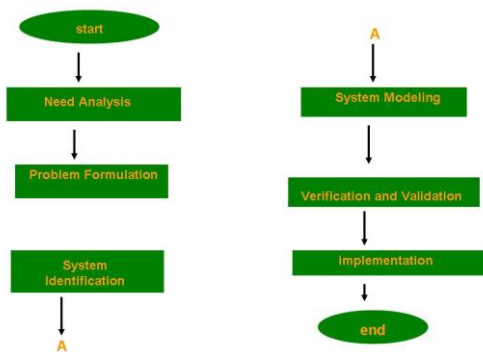 start
Need Analysis
Problem Formulation
System
Identification
A
A
System Modeling
Verification and Validation
implementation
end